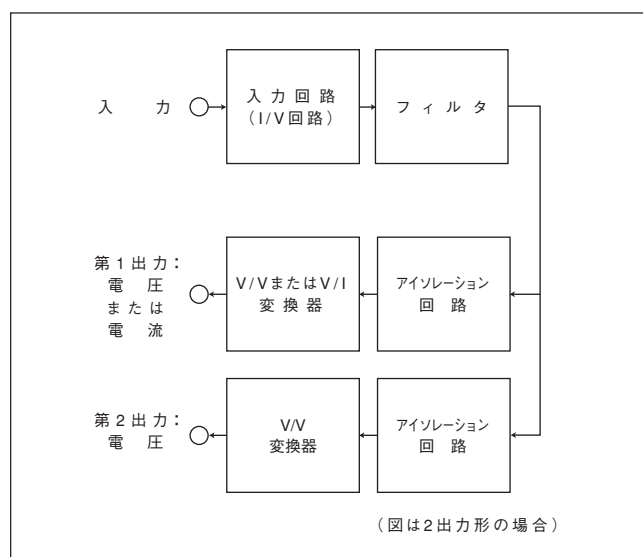 入力
入力回路
(I/V回路)
フィルタ
第1出力：
電圧
または
電流
V/VまたはV/I
変換器
アイソレーション
回路
第2出力：
電圧
V/V
変換器
アイソレーション
回路
(図は2出力形の場合)